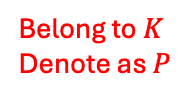 Belong to K
Denote as P